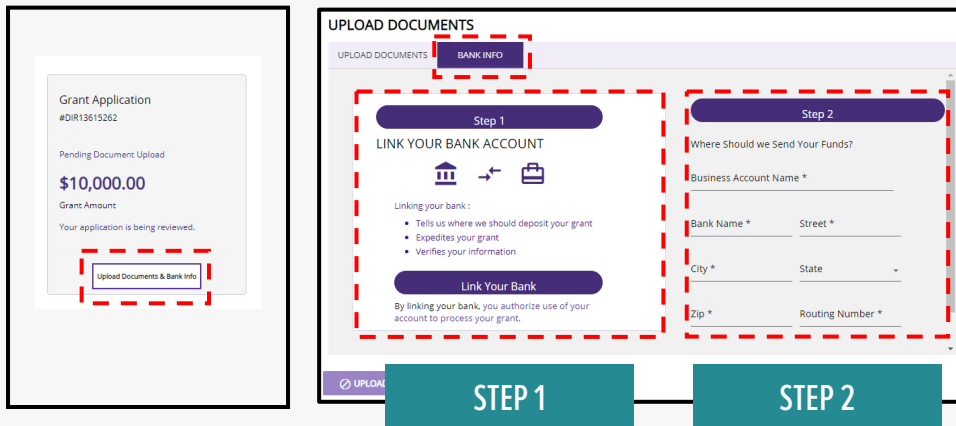 Grant Application
#DIR13615262
Pending Document Upload
$10,000.00
Grant Amount
Your application is being reviewed.
Upload Documents & Bank Info
UPLOAD DOCUMENTS
UPLOAD DOCUMENTS
BANK INFO
Step 1
LINK YOUR BANK ACCOUNT
Linking your bank :
• Tells us where we should deposit your grant
• Expedites your grant
• Verifies your information
Link Your Bank
By linking your bank, you authorize use of your
account to process your grant.
Step 2
Where Should we Send Your Funds?
Business Account Name *
Bank Name *
Street *
City *
State
Zip *
Routing Number *
UPLOAD
STEP 1
STEP 2